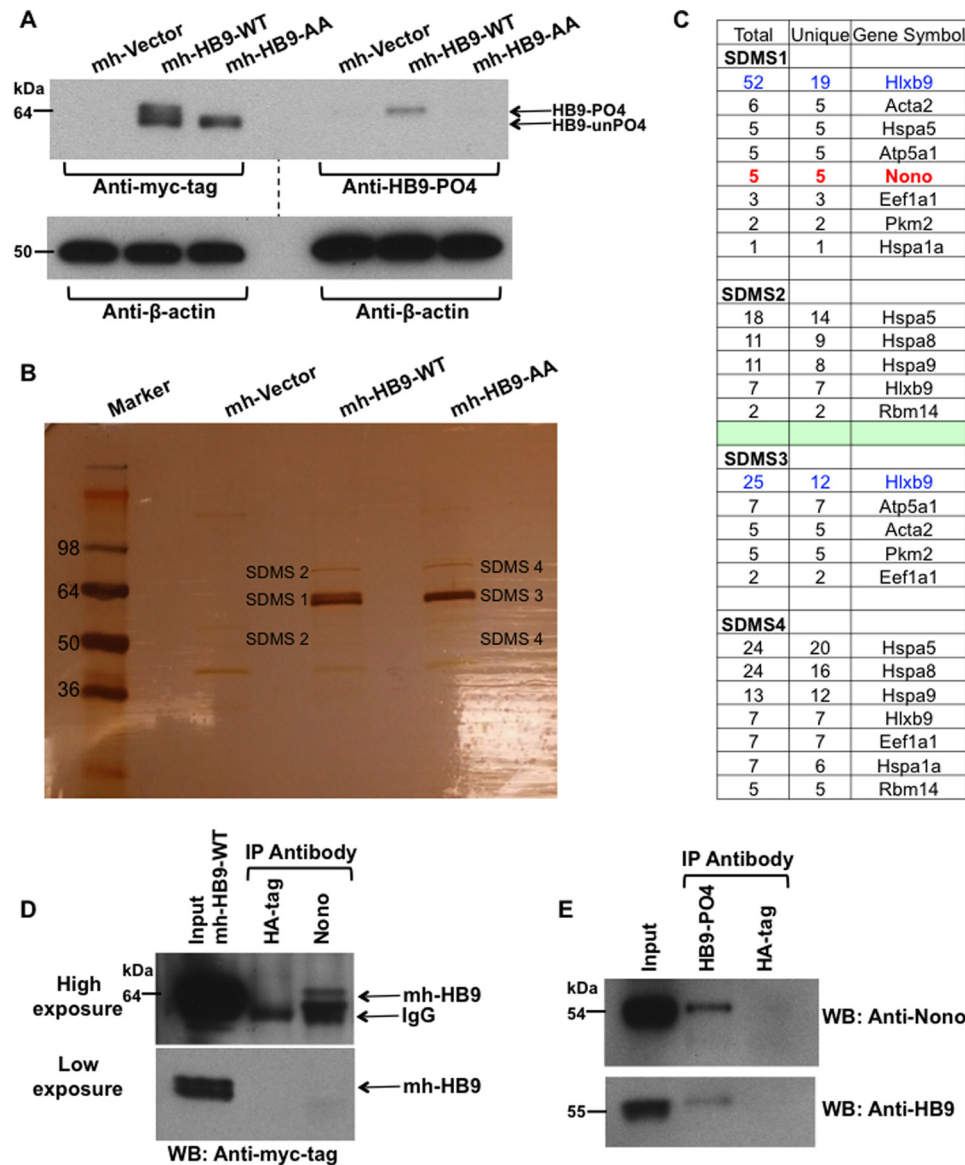 A
mh-Vector
mh-HB9-WT
mh-HB9-AA
mh-Vector
mh-HB9-WT
mh-HB9-AA
kDa
64
HB9-PO4
HB9-unPO4
Anti-myc-tag
Anti-HB9-PO4
50
Anti-β-actin
Anti-β-actin
B
Marker
mh-Vector
mh-HB9-WT
mh-HB9-AA
98
64
50
36
SDMS 2
SDMS 1
SDMS 2
SDMS 4
SDMS 3
SDMS 4
C
Total Unique Gene Symbol
SDMS1
52 19 Hlxb9
6 5 Acta2
5 5 Hspa5
5 5 Atp5a1
5 5 Nono
3 3 Eef1a1
2 2 Pkm2
1 1 Hspa1a
SDMS2
18 14 Hspa5
11 9 Hspa8
11 8 Hspa9
7 7 Hlxb9
2 2 Rbm14
SDMS3
25 12 Hlxb9
7 7 Atp5a1
5 5 Acta2
5 5 Pkm2
2 2 Eef1a1
SDMS4
24 20 Hspa5
24 16 Hspa8
13 12 Hspa9
7 7 Hlxb9
7 7 Eef1a1
7 6 Hspa1a
5 5 Rbm14
D
Input
mh-HB9-WT
IP Antibody
HA-tag
Nono
kDa
64
High
exposure
mh-HB9
IgG
Low
exposure
mh-HB9
WB: Anti-myc-tag
E
IP Antibody
Input
HB9-PO4
HA-tag
kDa
54
WB: Anti-Nono
55
WB: Anti-HB9